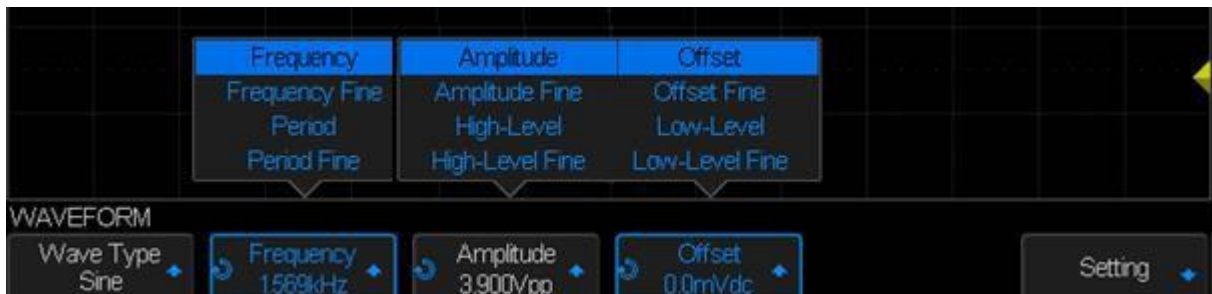 Frequency Amplitude Offset
Frequency Fine Amplitude Fine Offset Fine
Period High-Level Low-Level
Period Fine High-Level Fine Low-Level Fine
WAVEFORM
Wave Type Frequency Amplitude Offset Setting
Sine 1.569kHz 3.900Vpp 0.0mVdc